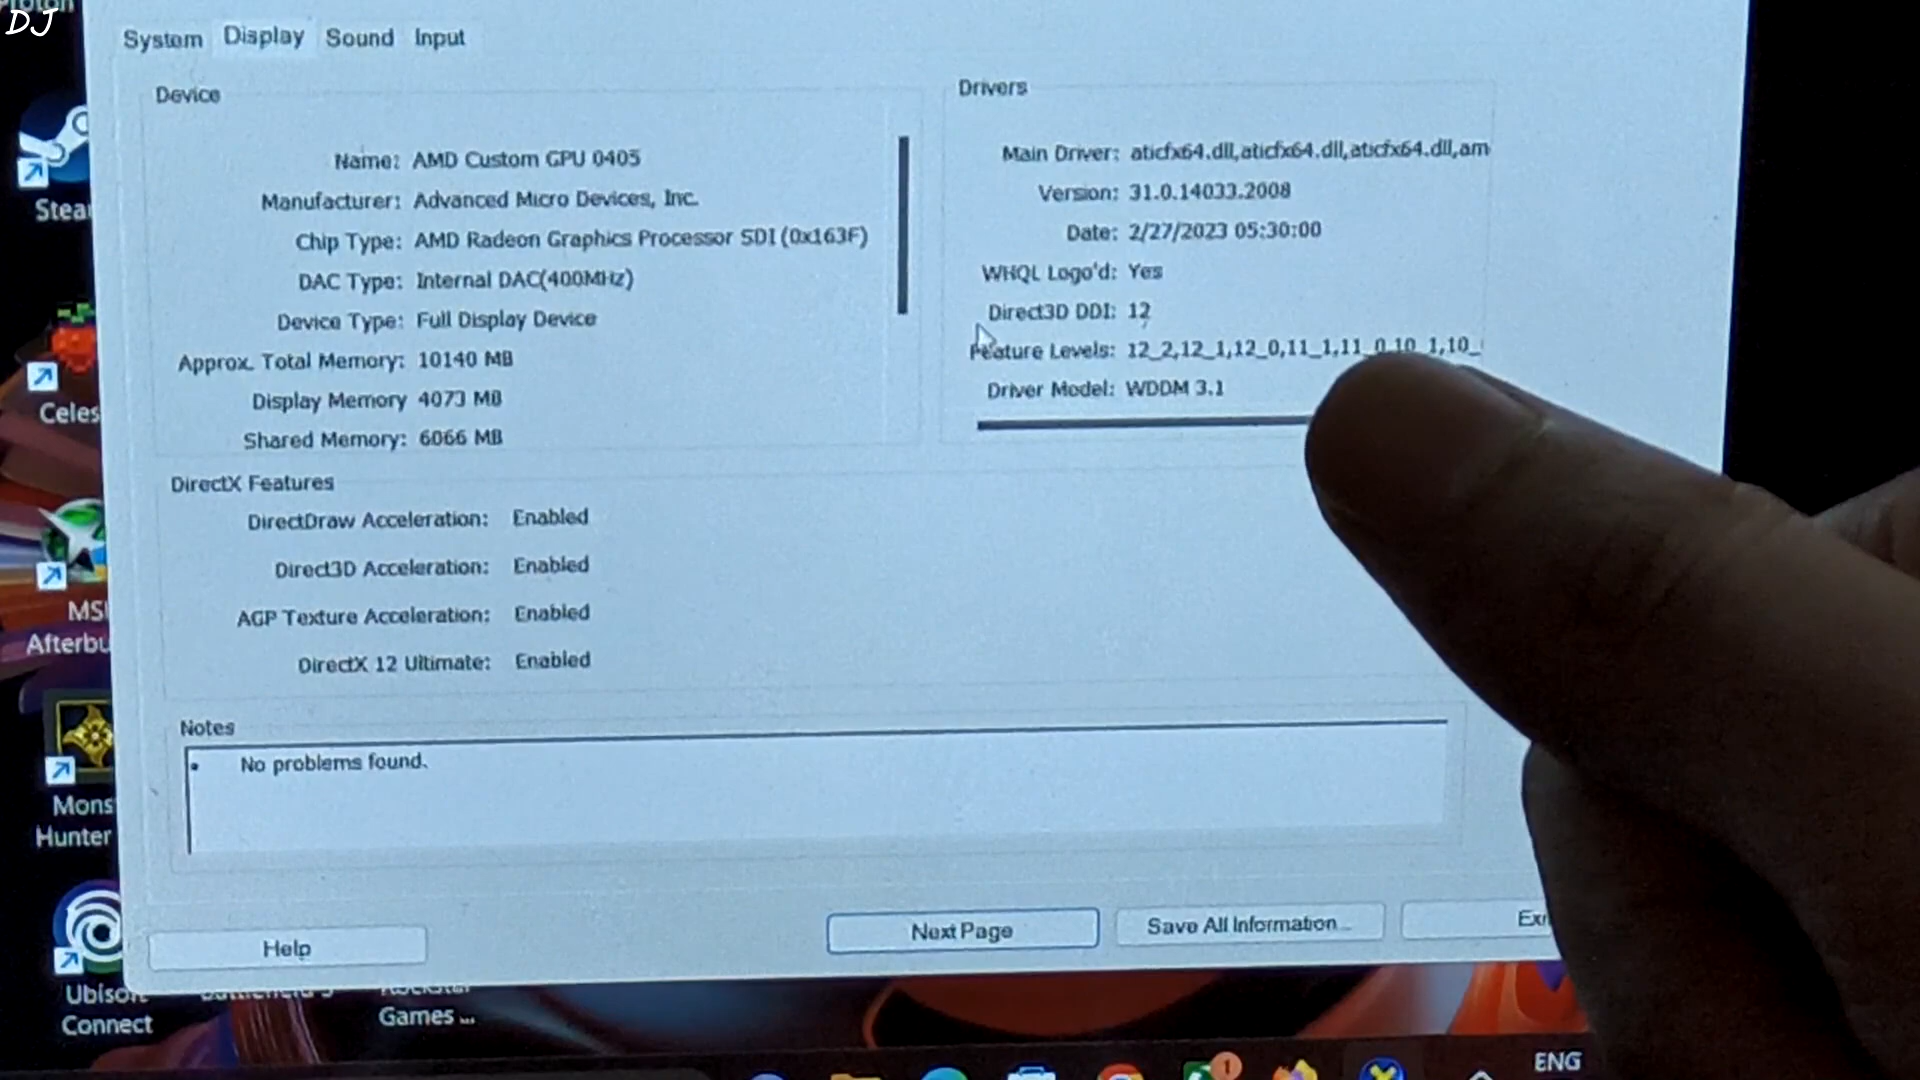 DJ
System Display Sound Input
Device
Name: AMD Custom GPU 0405
Manufacturer: Advanced Micro Devices, Inc.
Chip Type: AMD Radeon Graphics Processor SDI (0x163F)
DAC Type: Internal DAC(400MHz)
Device Type: Full Display Device
Approx. Total Memory: 10140 MB
Display Memory 4073 MB
Shared Memory: 6066 MB
Drivers
Main Driver: aticfx64.dll,aticfx64.dll,aticfx64.dll,am
Version: 31.0.14033.2008
Date: 2/27/2023 05:30:00
WHQL Logo'd: Yes
Direct3D DDI: 12
Feature Levels: 12_2,12_1,12_0,11_1,11_0,10_1,10_
Driver Model: WDDM 3.1
DirectX Features
DirectDraw Acceleration: Enabled
Direct3D Acceleration: Enabled
AGP Texture Acceleration: Enabled
DirectX 12 Ultimate: Enabled
Notes
• No problems found.
Help
Next Page
Save All Information...
Stea
Celes
MSI
Afterbu
Mons
Hunter
Ubisoft
Connect
Games ...
1
ENG